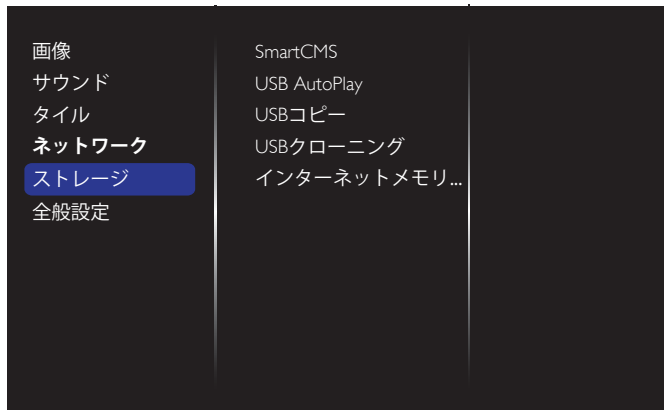 画像
サウンド
タイル
ネットワーク
ストレージ
全般設定
SmartCMS
USB AutoPlay
USBコピー
USBクローニング
インターネットメモリ...